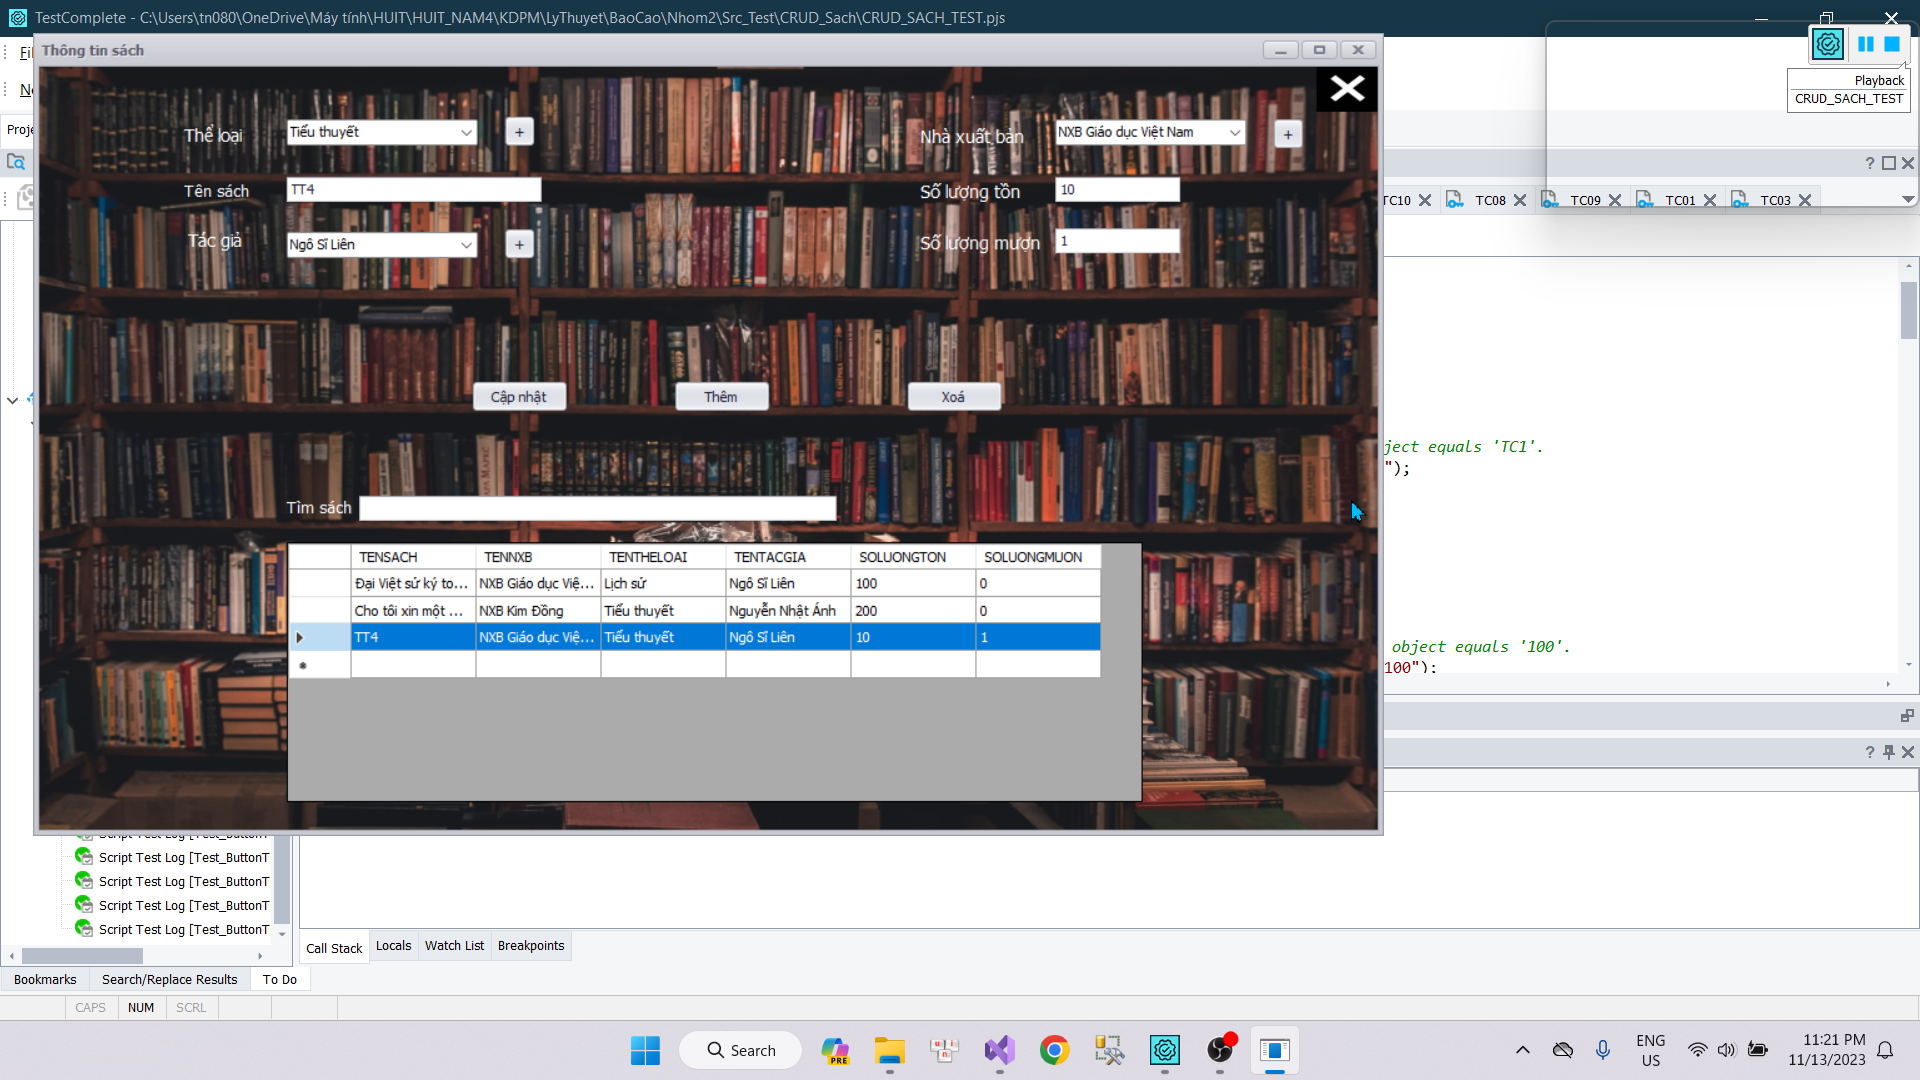 TestComplete - C:\Users\tn080\OneDrive\Máy tính\HUIT\HUIT_NAM4\KDPM\LyThuyet\BaoCao\Nhom2\Src_Test\CRUD_Sach\CRUD_SACH_TEST.pjs
Thông tin sách
Playback
CRUD_SACH_TEST
Thể loại
Tiểu thuyết
+
Nhà xuất bản
NXB Giáo dục Việt Nam
+
Tên sách
TT4
Số lượng tồn
10
TC08
TC09
TC01
TC03
Tác giả
Ngô Sĩ Liên
+
Số lượng mượn
1
Cập nhật
Thêm
Xoá
ject equals 'TC1'.
");
Tìm sách
TENSACH TENNXB TENTHELOAI TENTACGIA SOLUONGTON SOLUONGMUON
Đại Việt sử ký to... NXB Giáo dục Việ... Lịch sử Ngô Sĩ Liên 100 0
Cho tôi xin một ... NXB Kim Đồng Tiểu thuyết Nguyễn Nhật Ánh 200 0
TT4 NXB Giáo dục Việ... Tiểu thuyết Ngô Sĩ Liên 10 1
object equals '100'.
100");
Script Test Log [Test_ButtonT
Script Test Log [Test_ButtonT
Script Test Log [Test_ButtonT
Script Test Log [Test_ButtonT
Script Test Log [Test_ButtonT
Call Stack Locals Watch List Breakpoints
Bookmarks Search/Replace Results To Do
CAPS NUM SCRL
Search
PRE
ENG
US
11:21 PM
11/13/2023